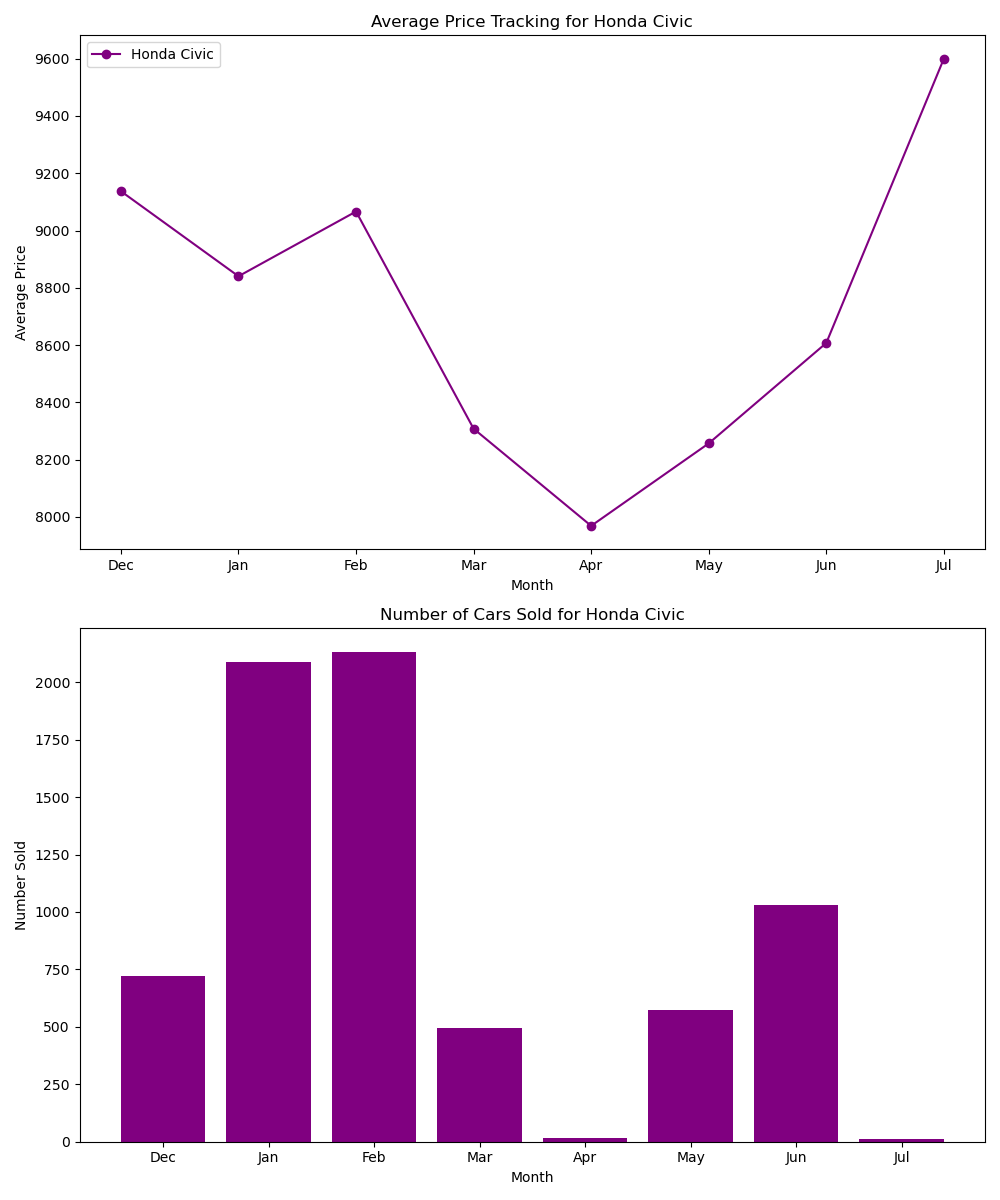 Average Price Tracking for Honda Civic
Honda Civic
9600
9400
9200
9000
8800
8600
8400
8200
8000
Average Price
Dec Jan Feb Mar Apr May Jun Jul
Month
Number of Cars Sold for Honda Civic
2000
1750
1500
1250
1000
750
500
250
0
Number Sold
Dec Jan Feb Mar Apr May Jun Jul
Month